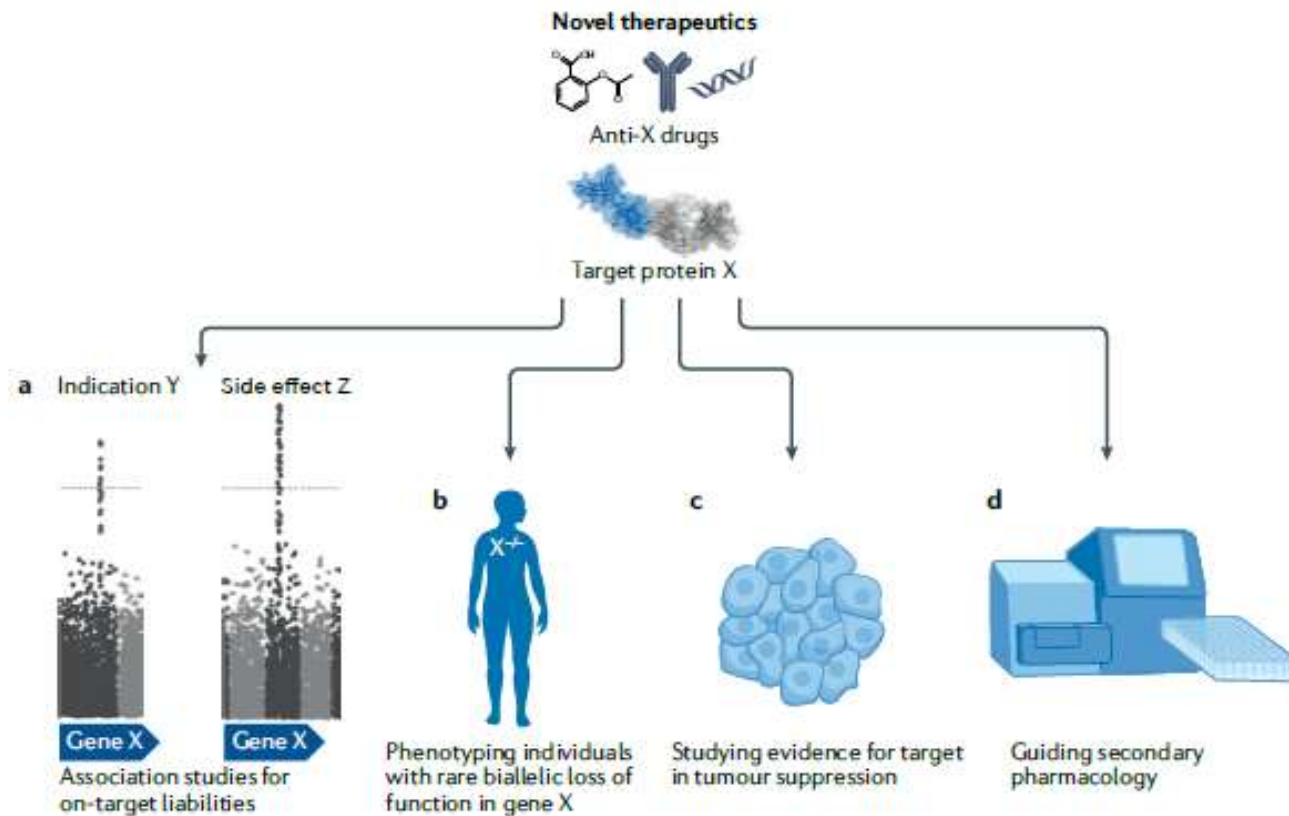 Novel therapeutics
O
OH
O
O
Anti-X drugs
Target protein X
a Indication Y Side effect Z
b
X-/-
c
d
Gene X Gene X
Association studies for
on-target liabilities
Phenotyping individuals
with rare biallelic loss of
function in gene X
Studying evidence for target
in tumour suppression
Guiding secondary
pharmacology